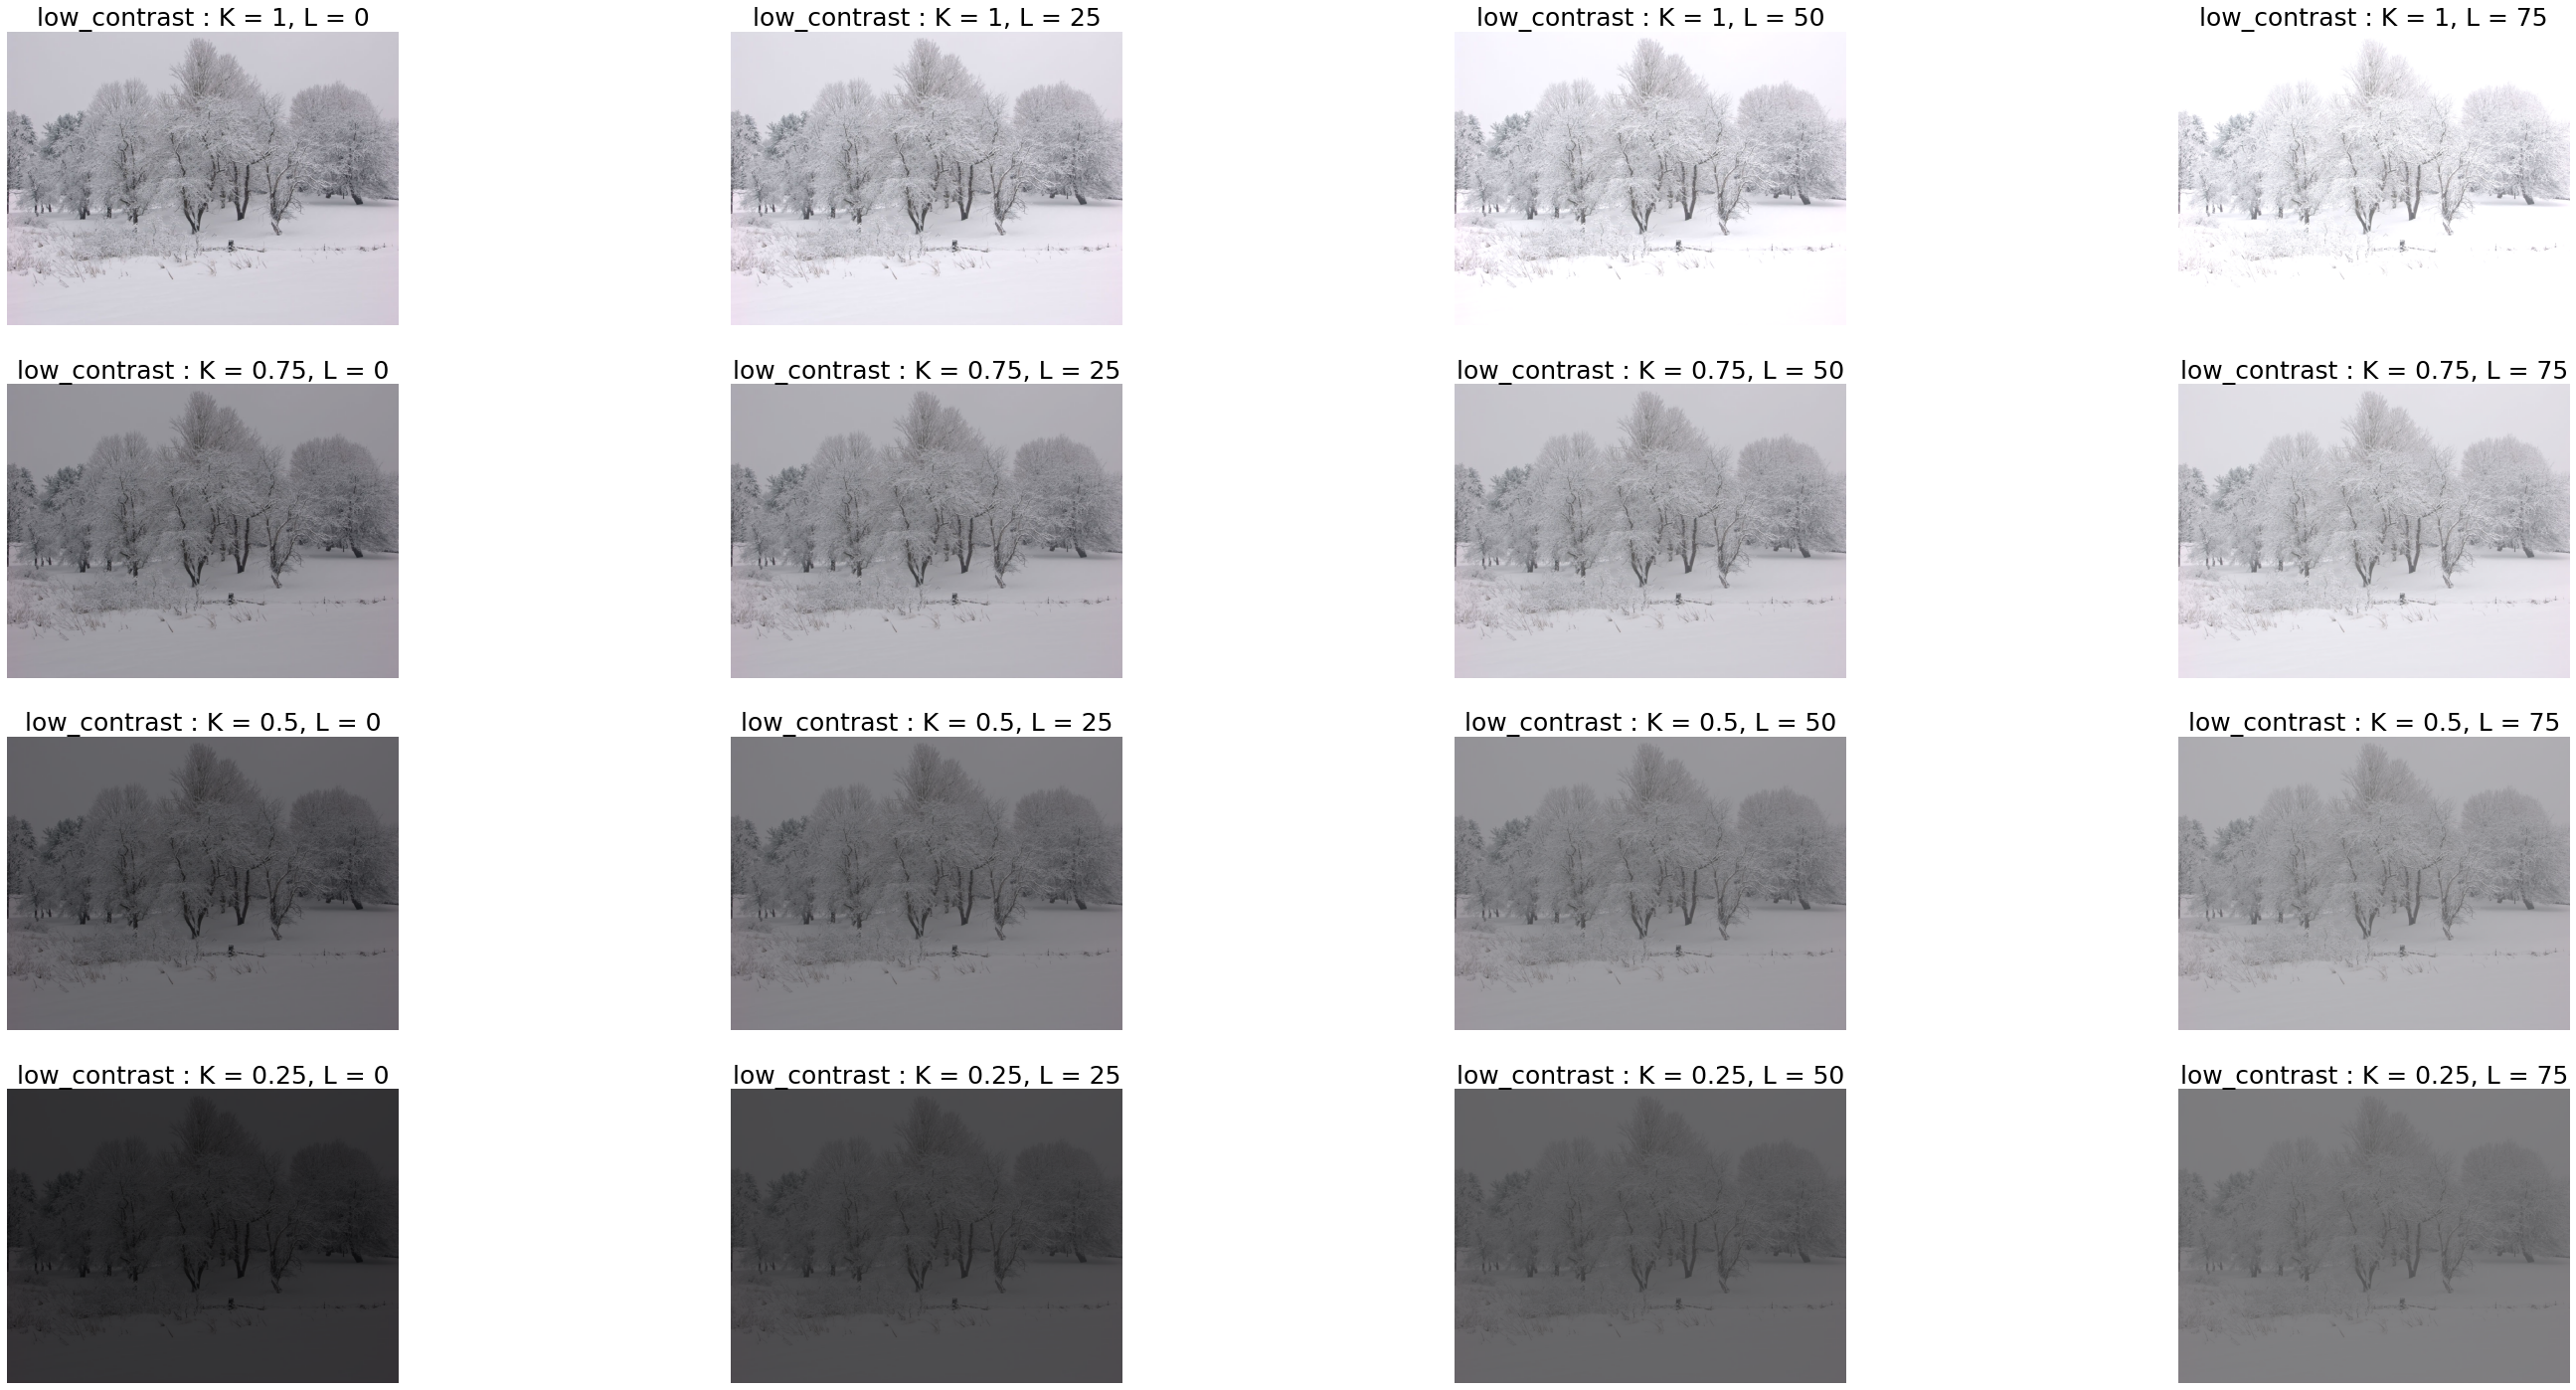 low_contrast : K = 1, L = 0
low_contrast : K = 1, L = 25
low_contrast : K = 1, L = 50
low_contrast : K = 1, L = 75
low_contrast : K = 0.75, L = 0
low_contrast : K = 0.75, L = 25
low_contrast : K = 0.75, L = 50
low_contrast : K = 0.75, L = 75
low_contrast : K = 0.5, L = 0
low_contrast : K = 0.5, L = 25
low_contrast : K = 0.5, L = 50
low_contrast : K = 0.5, L = 75
low_contrast : K = 0.25, L = 0
low_contrast : K = 0.25, L = 25
low_contrast : K = 0.25, L = 50
low_contrast : K = 0.25, L = 75